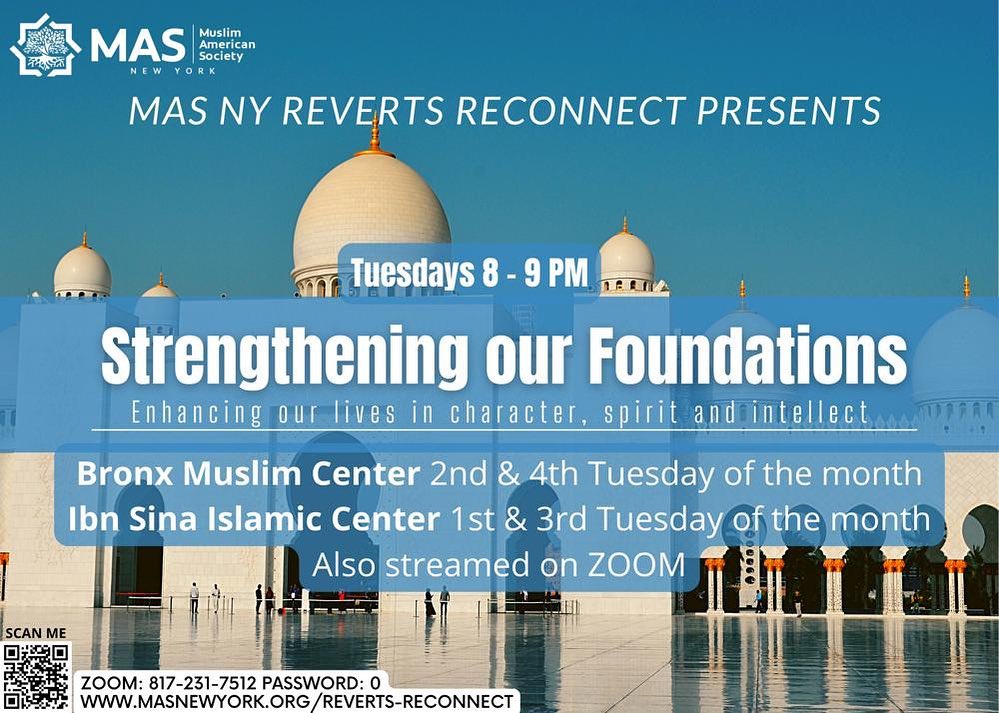 MAS
Muslim
American
Society
NEW YORK
MAS NY REVERTS RECONNECT PRESENTS
Tuesdays 8 - 9 PM
Strengthening our Foundations
Enhancing our lives in character, spirit and intellect
Bronx Muslim Center 2nd & 4th Tuesday of the month
Ibn Sina Islamic Center 1st & 3rd Tuesday of the month
Also streamed on ZOOM
SCAN ME
ZOOM: 817-231-7512 PASSWORD: 0
WWW.MASNEWYORK.ORG/REVERTS-RECONNECT